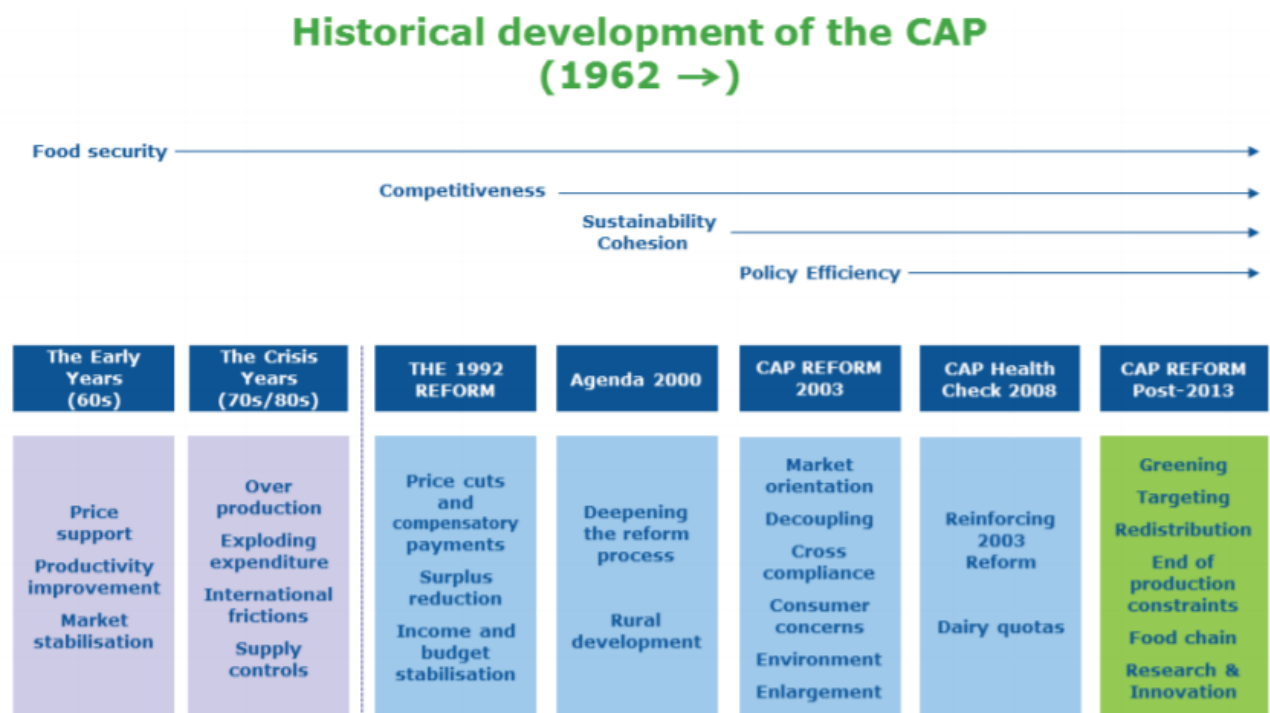 Historical development of the CAP
(1962 →)
Food security
Competitiveness
Sustainability
Cohesion
Policy Efficiency
The Early
Years
(60s)
Price
support
Productivity
improvement
Market
stabilisation
The Crisis
Years
(70s/80s)
Over
production
Exploding
expenditure
International
frictions
Supply
controls
THE 1992
REFORM
Price cuts
and
compensatory
payments
Surplus
reduction
Income and
budget
stabilisation
Agenda 2000
Deepening
the reform
process
Rural
development
CAP REFORM
2003
Market
orientation
Decoupling
Cross
compliance
Consumer
concerns
Environment
Enlargement
CAP Health
Check 2008
Reinforcing
2003
Reform
Dairy quotas
CAP REFORM
Post-2013
Greening
Targeting
Redistribution
End of
production
constraints
Food chain
Research &
Innovation